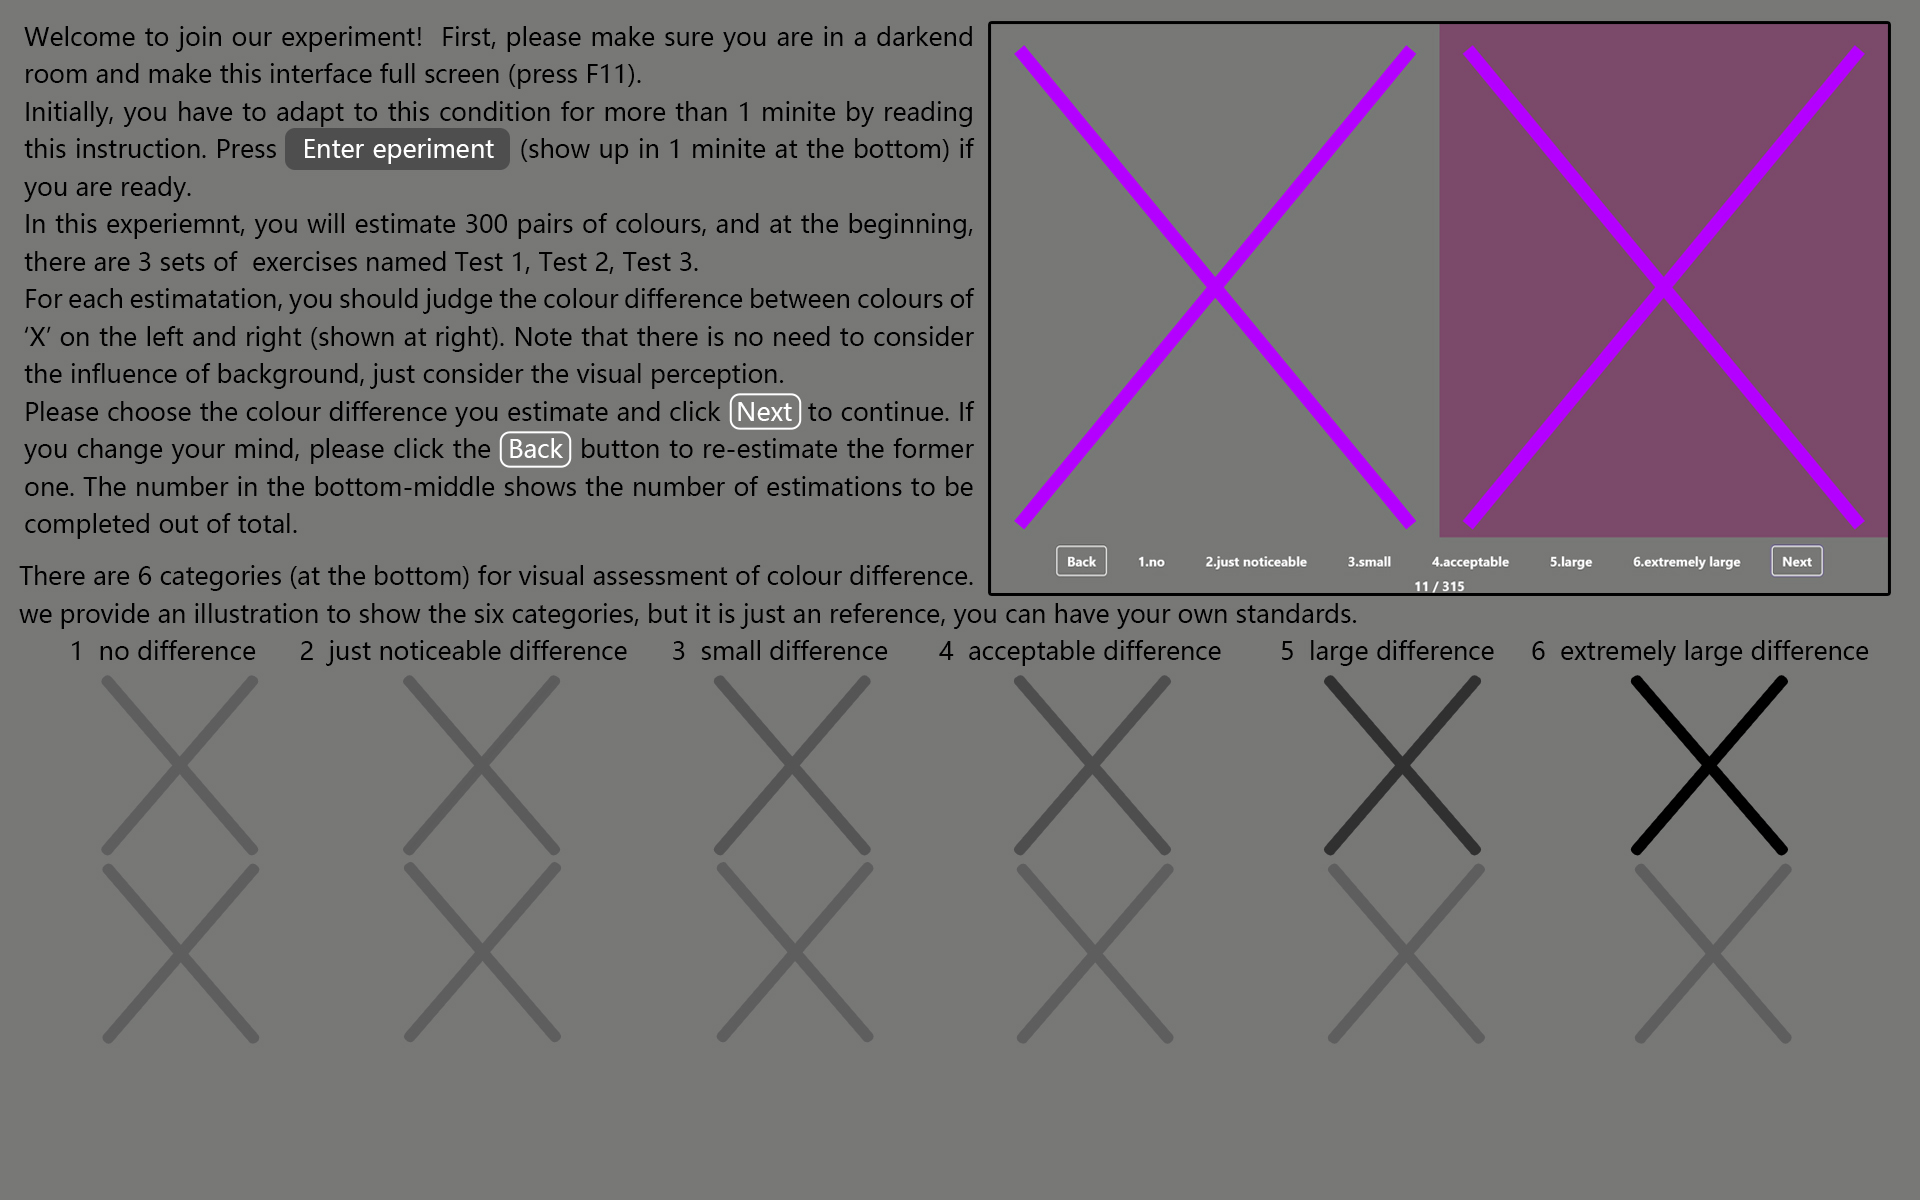 Welcome to join our experiment!  First, please make sure you are in a darkend
room and make this interface full screen (press F11).
Initially, you have to adapt to this condition for more than 1 minite by reading
this instruction. Press Enter eperiment (show up in 1 minite at the bottom) if
you are ready.
In this experiemnt, you will estimate 300 pairs of colours, and at the beginning,
there are 3 sets of  exercises named Test 1, Test 2, Test 3.
For each estimatation, you should judge the colour difference between colours of
‘X’ on the left and right (shown at right). Note that there is no need to consider
the influence of background, just consider the visual perception.
Please choose the colour difference you estimate and click Next to continue. If
you change your mind, please click the Back button to re-estimate the former
one. The number in the bottom-middle shows the number of estimations to be
completed out of total.
Back 1.no 2.just noticeable 3.small 4.acceptable 5.large 6.extremely large Next
11 / 315
There are 6 categories (at the bottom) for visual assessment of colour difference.
we provide an illustration to show the six categories, but it is just an reference, you can have your own standards.
1 no difference 2 just noticeable difference 3 small difference 4 acceptable difference 5 large difference 6 extremely large difference